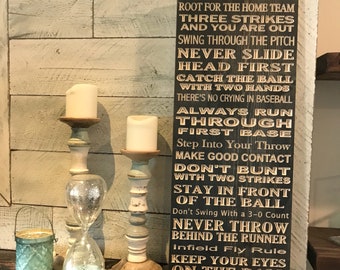 ROOT FOR THE HOME TEAM
THREE STRIKES
AND YOU ARE OUT
SWING THROUGH THE PITCH
NEVER SLIDE
HEAD FIRST
CATCH THE BALL
WITH TWO HANDS
THERE'S NO CRYING IN BASEBALL
ALWAYS RUN
THROUGH
FIRST BASE
Step Into Your Throw
MAKE GOOD CONTACT
DON'T BUNT
WITH TWO STRIKES
STAY IN FRONT
OF THE BALL
Don't Swing With a 3-0 Count
NEVER THROW
BEHIND THE RUNNER
Infield Fly Rule
KEEP YOUR EYES
ON THE